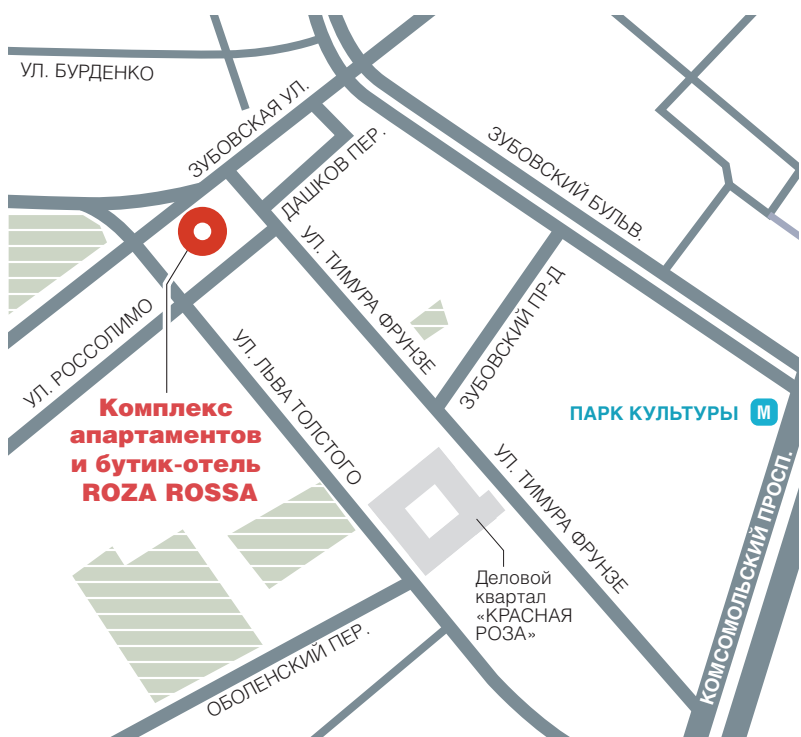 УЛ. БУРДЕНКО
ЗУБОВСКАЯ УЛ.
ДАШКОВ ПЕР.
ЗУБОВСКИЙ БУЛЬВ.
УЛ. ТИМУРА ФРУНЗЕ
ЗУБОВСКИЙ ПР-Д
УЛ. РОССОЛИМО
УЛ. ЛЬВА ТОЛСТОГО
Комплекс
апартаментов
и бутик-отель
ROZA ROSSA
ПАРК КУЛЬТУРЫ М
УЛ. ТИМУРА ФРУНЗЕ
КОМСОМОЛЬСКИЙ ПРОСП.
Деловой
квартал
«КРАСНАЯ
РОЗА»
ОБОЛЕНСКИЙ ПЕР.